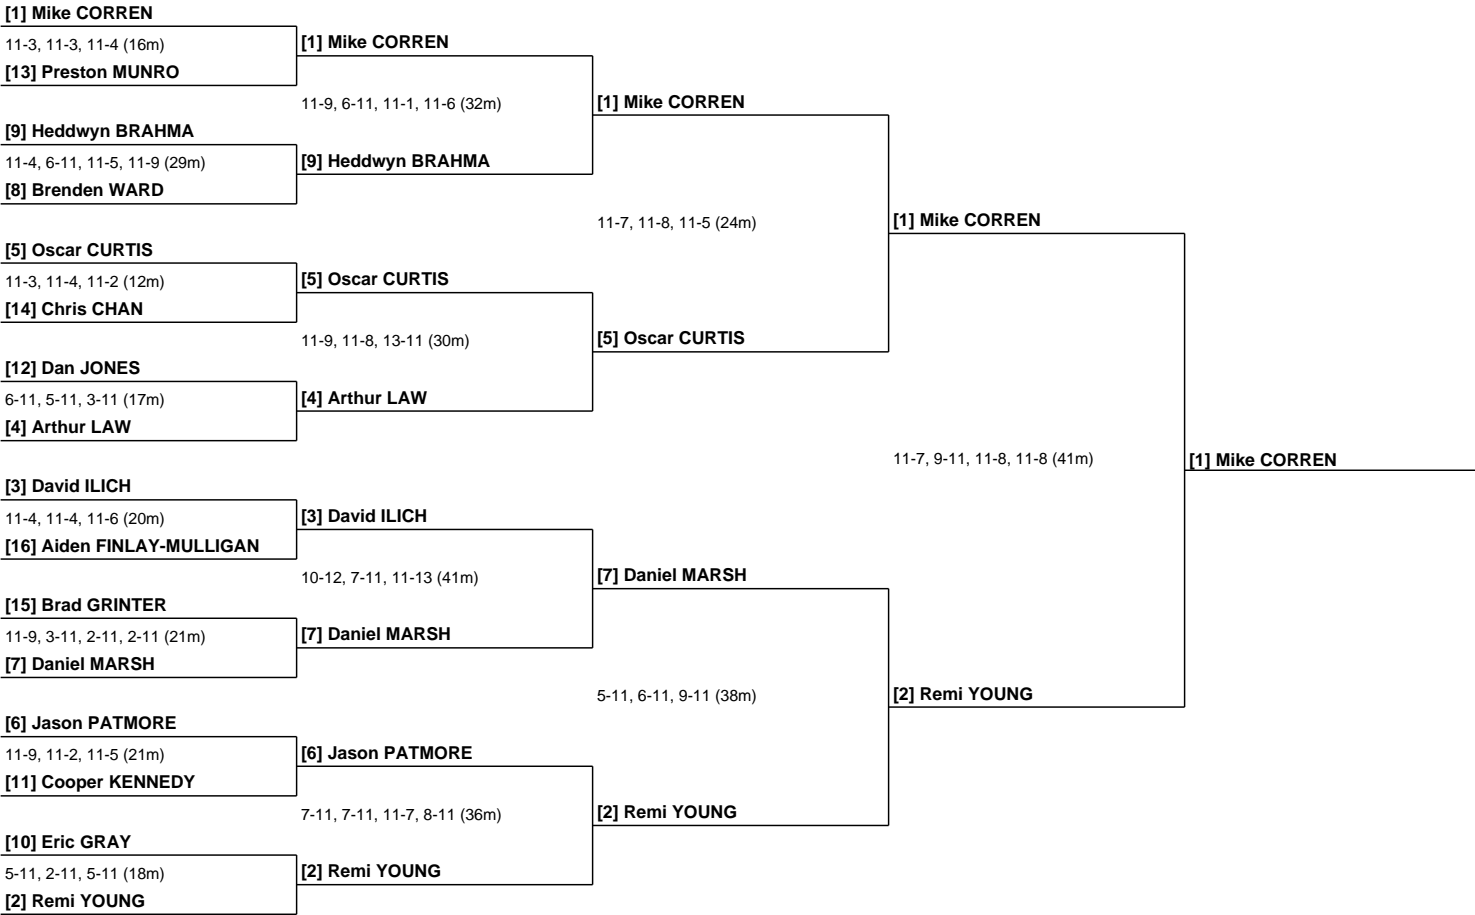 [1] Mike CORREN
11-3, 11-3, 11-4 (16m)
[13] Preston MUNRO
[9] Heddwyn BRAHMA
11-4, 6-11, 11-5, 11-9 (29m)
[8] Brenden WARD
[5] Oscar CURTIS
11-3, 11-4, 11-2 (12m)
[14] Chris CHAN
[12] Dan JONES
6-11, 5-11, 3-11 (17m)
[4] Arthur LAW
[3] David ILICH
11-4, 11-4, 11-6 (20m)
[16] Aiden FINLAY-MULLIGAN
[15] Brad GRINTER
11-9, 3-11, 2-11, 2-11 (21m)
[7] Daniel MARSH
[6] Jason PATMORE
11-9, 11-2, 11-5 (21m)
[11] Cooper KENNEDY
[10] Eric GRAY
5-11, 2-11, 5-11 (18m)
[2] Remi YOUNG
[1] Mike CORREN
11-9, 6-11, 11-1, 11-6 (32m)
[9] Heddwyn BRAHMA
[5] Oscar CURTIS
11-9, 11-8, 13-11 (30m)
[4] Arthur LAW
[3] David ILICH
10-12, 7-11, 11-13 (41m)
[7] Daniel MARSH
[6] Jason PATMORE
7-11, 7-11, 11-7, 8-11 (36m)
[2] Remi YOUNG
[1] Mike CORREN
11-7, 11-8, 11-5 (24m)
[5] Oscar CURTIS
[7] Daniel MARSH
5-11, 6-11, 9-11 (38m)
[2] Remi YOUNG
[1] Mike CORREN
11-7, 9-11, 11-8, 11-8 (41m)
[2] Remi YOUNG
[1] Mike CORREN